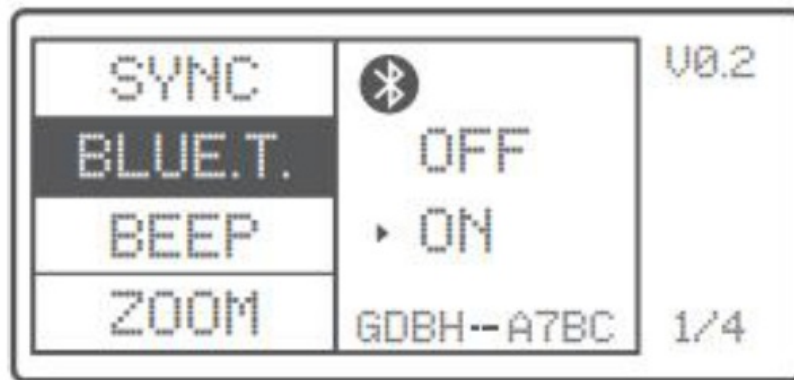 SYNC
BLUE.T.
BEEP
ZOOM
OFF
ON
GDBH--A7BC
V0.2
1/4